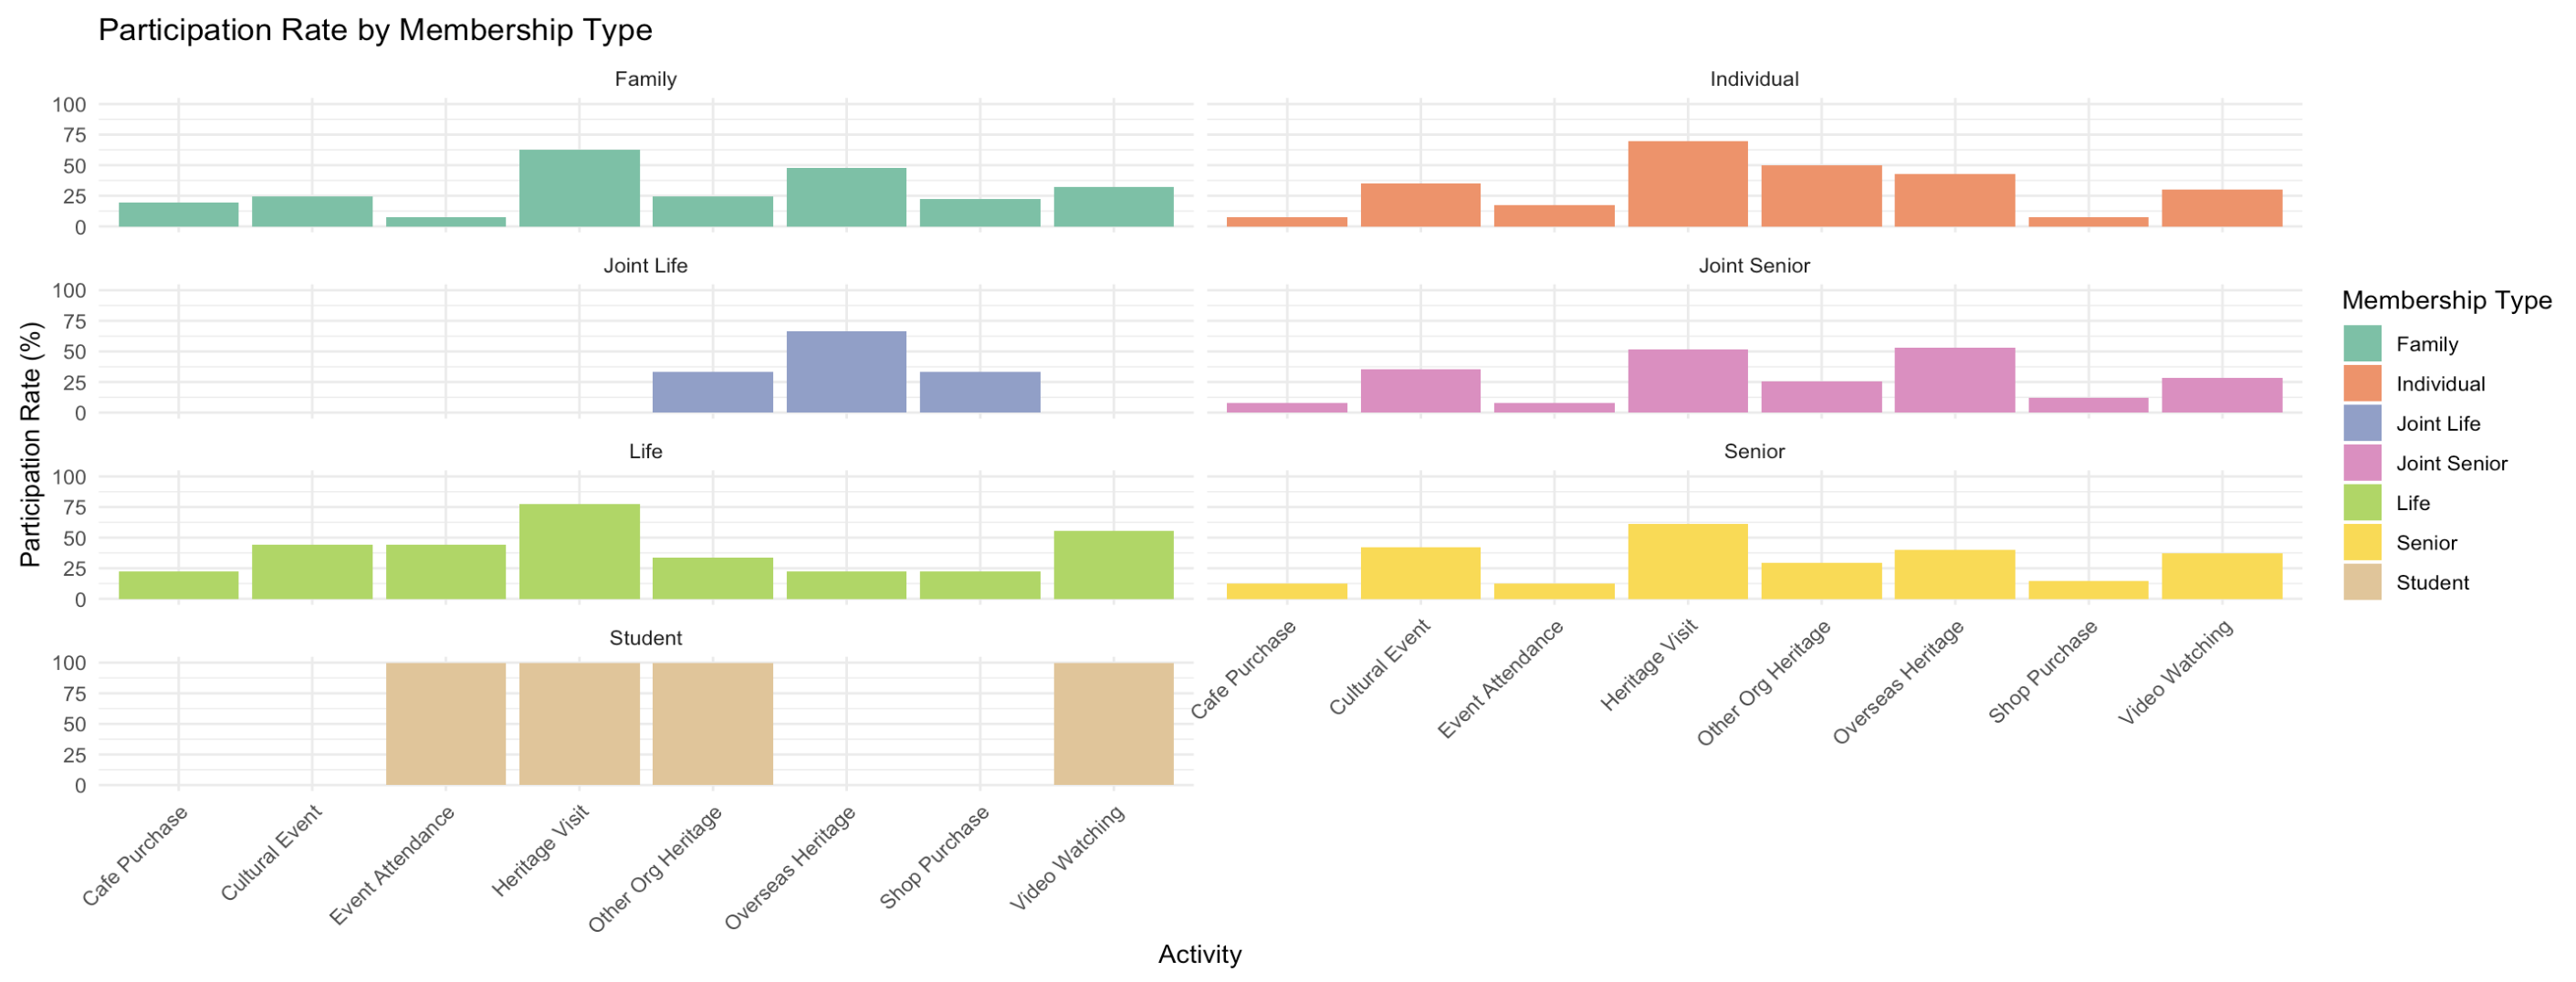 Participation Rate by Membership Type
Family
Individual
100
75
50
25
0
Joint Life
Joint Senior
100
75
50
25
0
Life
Senior
100
75
50
25
0
Student
100
75
50
25
0
Cafe Purchase
Cultural Event
Event Attendance
Heritage Visit
Other Org Heritage
Overseas Heritage
Shop Purchase
Video Watching
Cafe Purchase
Cultural Event
Event Attendance
Heritage Visit
Other Org Heritage
Overseas Heritage
Shop Purchase
Video Watching
Participation Rate (%)
Activity
Membership Type
Family
Individual
Joint Life
Joint Senior
Life
Senior
Student